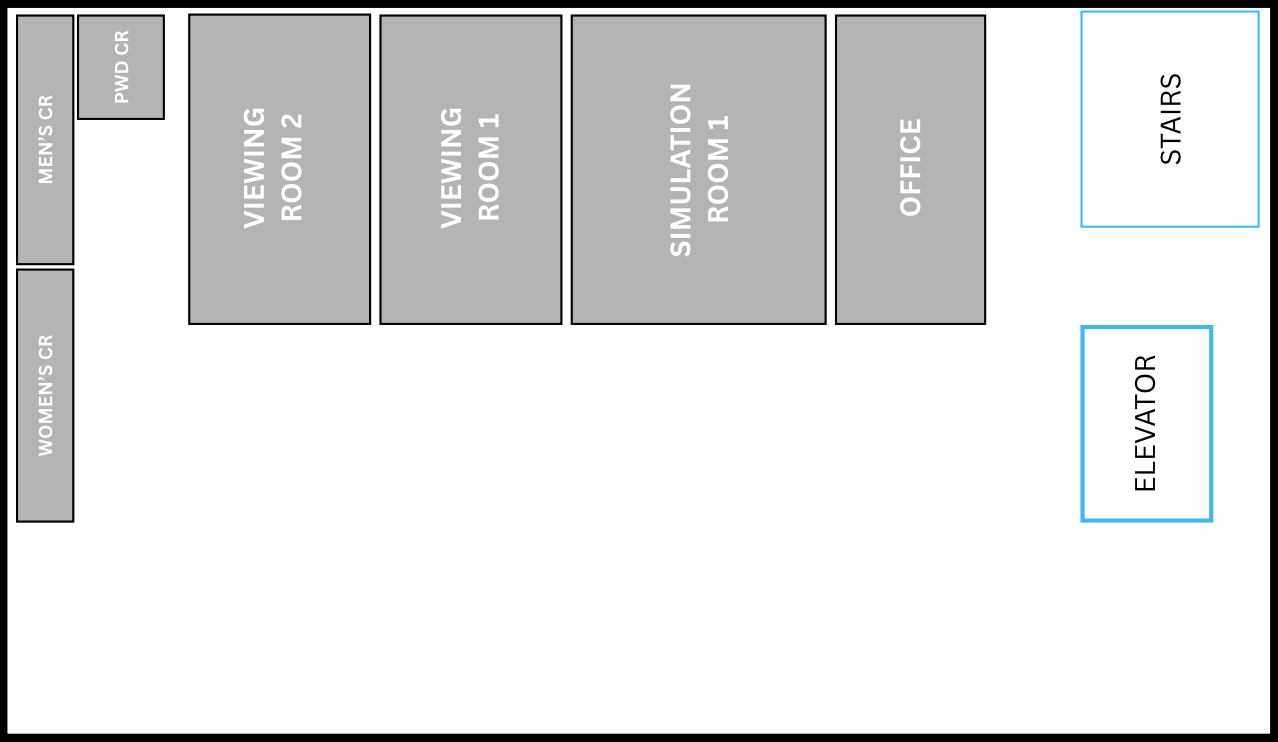 MEN'S CR
PWD CR
VIEWING
ROOM 2
VIEWING
ROOM 1
SIMULATION
ROOM 1
OFFICE
STAIRS
WOMEN'S CR
ELEVATOR